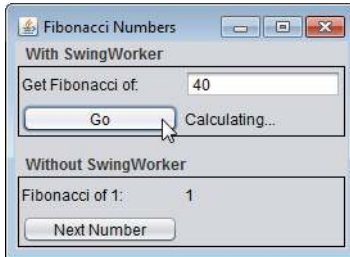 Fibonacci Numbers
With SwingWorker
Get Fibonacci of: 40
Go Calculating...
Without SwingWorker
Fibonacci of 1: 1
Next Number